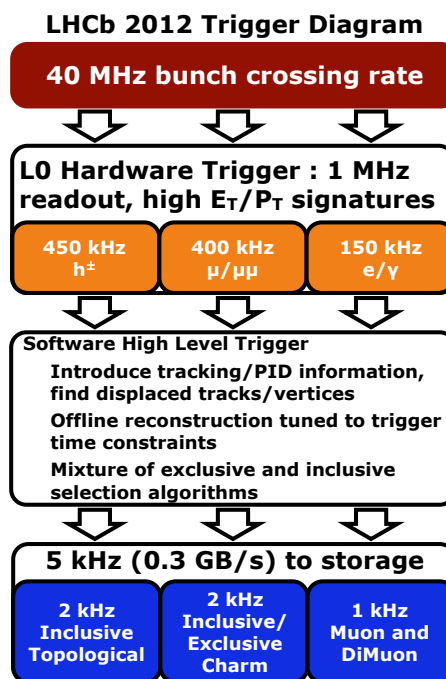 LHCb 2012 Trigger Diagram
40 MHz bunch crossing rate
L0 Hardware Trigger : 1 MHz
readout, high E_T/P_T signatures
450 kHz
h±
400 kHz
µ/µµ
150 kHz
e/γ
Software High Level Trigger
Introduce tracking/PID information,
find displaced tracks/vertices
Offline reconstruction tuned to trigger
time constraints
Mixture of exclusive and inclusive
selection algorithms
5 kHz (0.3 GB/s) to storage
2 kHz
Inclusive
Topological
2 kHz
Inclusive/
Exclusive
Charm
1 kHz
Muon and
DiMuon